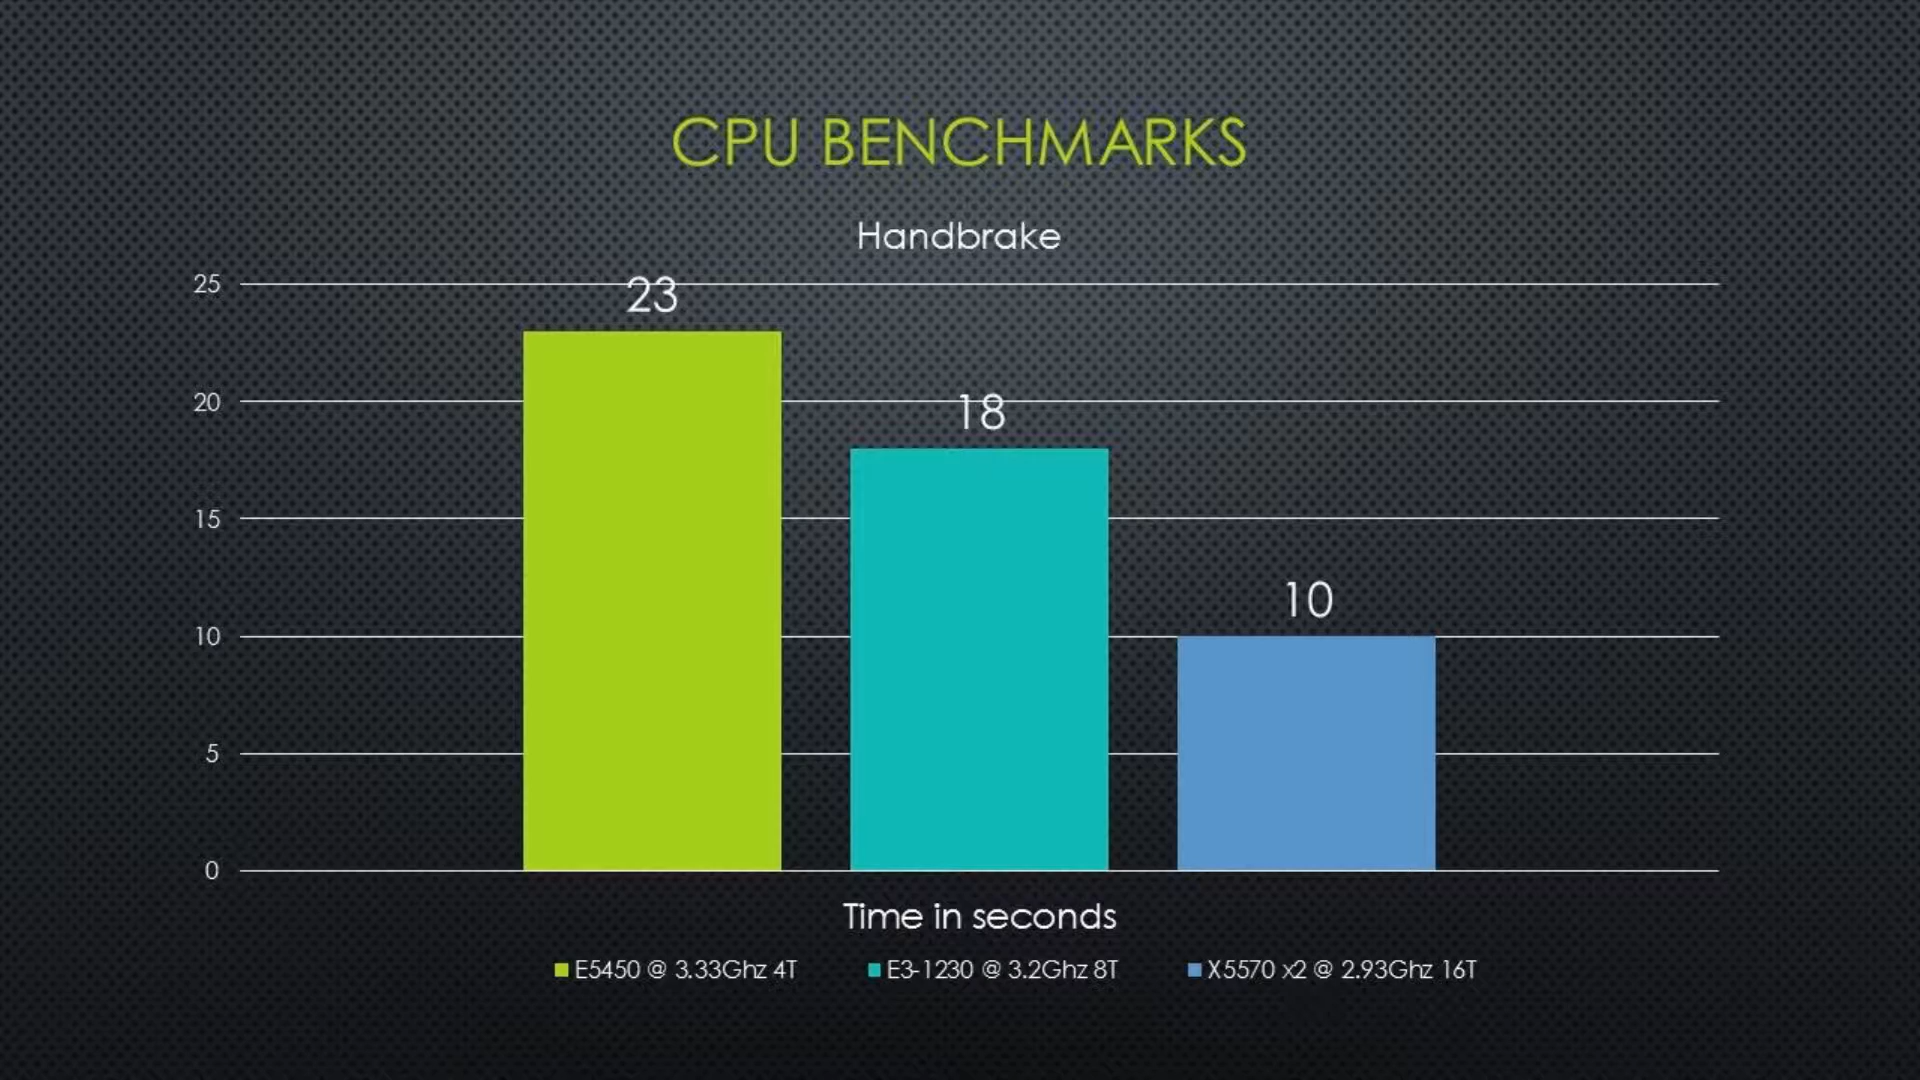 CPU BENCHMARKS
Handbrake
25
23
20
18
15
10
10
5
0
Time in seconds
E5450 @ 3.33Ghz 4T
E3-1230 @ 3.2Ghz 8T
X5570 x2 @ 2.93Ghz 16T